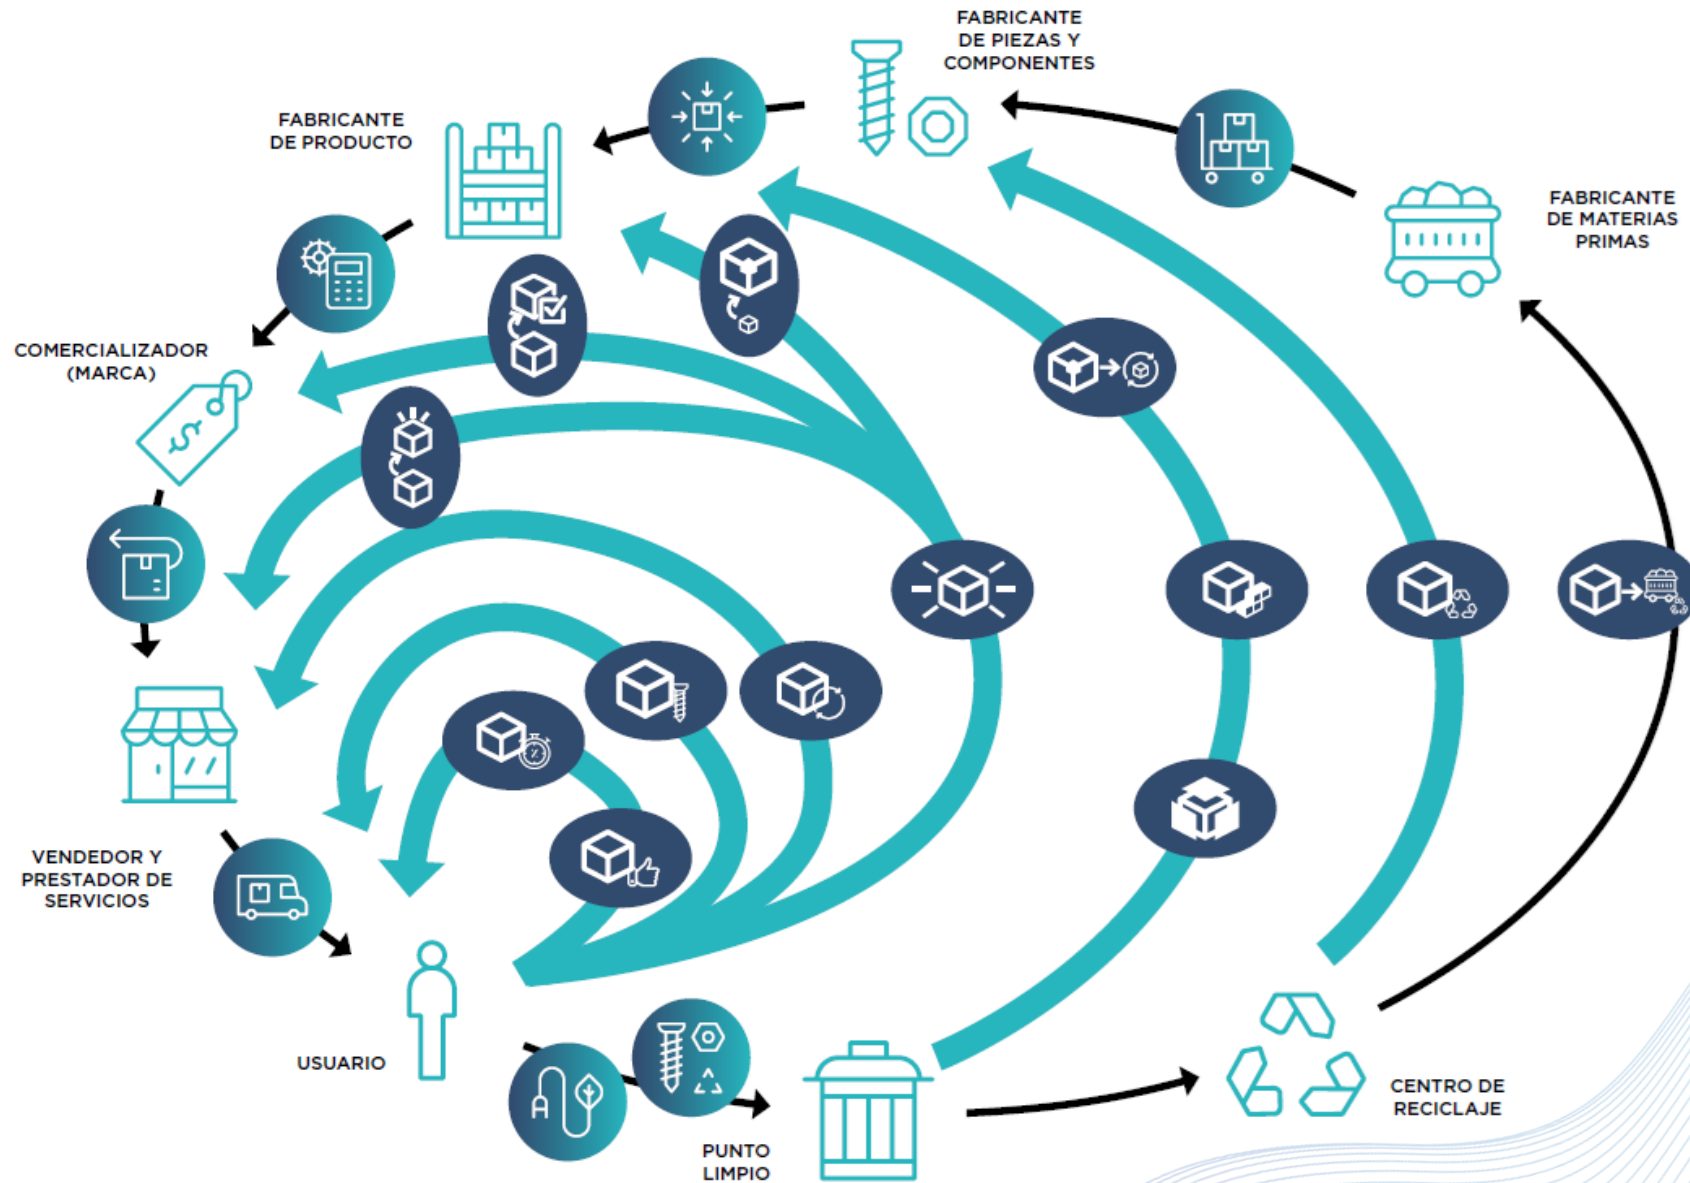 FABRICANTE
DE PIEZAS Y
COMPONENTES
FABRICANTE
DE PRODUCTO
FABRICANTE
DE MATERIAS
PRIMAS
COMERCIALIZADOR
(MARCA)
$
VENDEDOR Y
PRESTADOR DE
SERVICIOS
USUARIO
PUNTO
LIMPIO
CENTRO DE
RECICLAJE